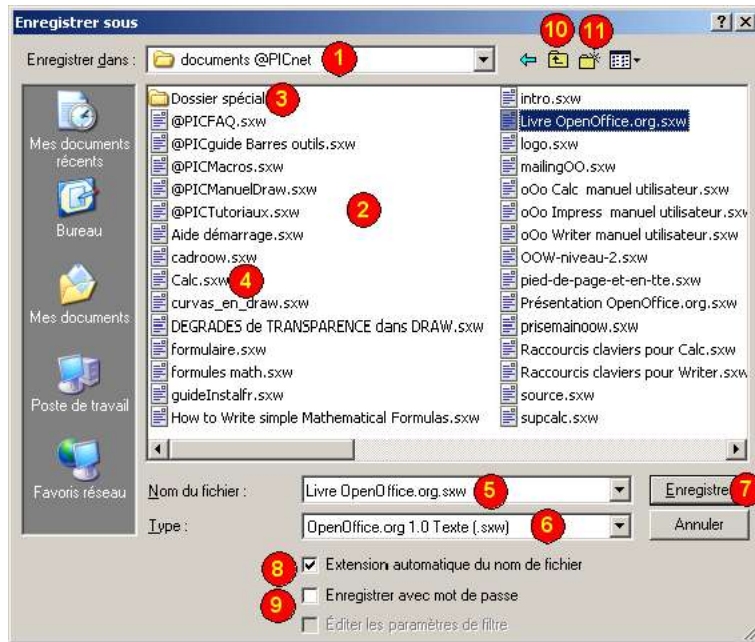 Enregistrer sous
10
11
Enregistrer dans :
documents @PICnet
1
Mes documents récents
Bureau
Mes documents
Poste de travail
Favoris réseau
Dossier spécial
3
@PICFAQ.sxw
@PICguide Barres outils.sxw
@PICMacros.sxw
@PICManuelDraw.sxw
@PICTutoriaux.sxw
2
Aide démarrage.sxw
cadroow.sxw
Calc.sxw
4
curvas_en_draw.sxw
DEGRADES de TRANSPARENCE dans DRAW.sxw
formulaire.sxw
formules math.sxw
guideInstalfr.sxw
How to Write simple Mathematical Formulas.sxw
intro.sxw
Livre OpenOffice.org.sxw
logo.sxw
mailingOO.sxw
oOo Calc manuel utilisateur.sxw
oOo Impress manuel utilisateur.sxw
oOo Writer manuel utilisateur.sxw
OOW-niveau-2.sxw
pied-de-page-et-en-tte.sxw
Présentation OpenOffice.org.sxw
prisemainoow.sxw
Raccourcis claviers pour Calc.sxw
Raccourcis claviers pour Writer.sxw
source.sxw
supcalc.sxw
Nom du fichier :
Livre OpenOffice.org.sxw
5
Enregistre
7
Type :
OpenOffice.org 1.0 Texte (.sxw)
6
Annuler
8
Extension automatique du nom de fichier
9
Enregistrer avec mot de passe
Éditer les paramètres de filtre